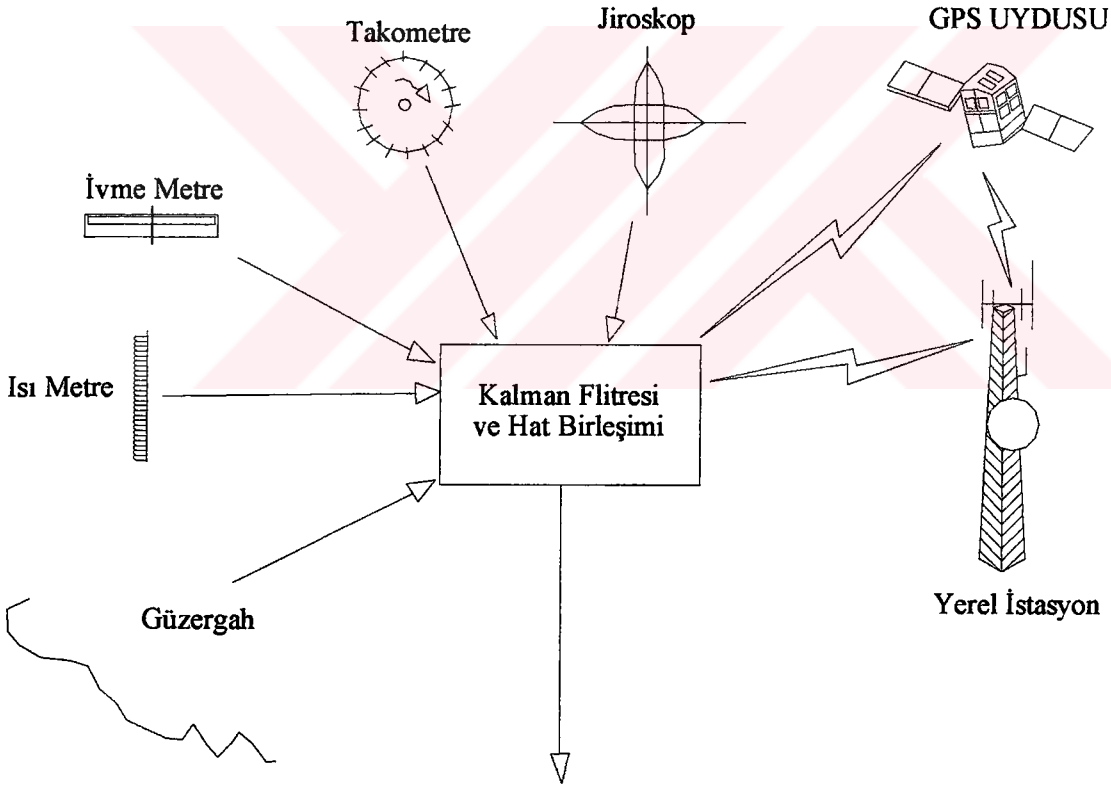 Jiroskop
GPS UYDUSU
Takometre
İvme Metre
Isı Metre
Kalman Flitresi
ve Hat Birleşimi
Güzergah
Yerel İstasyon